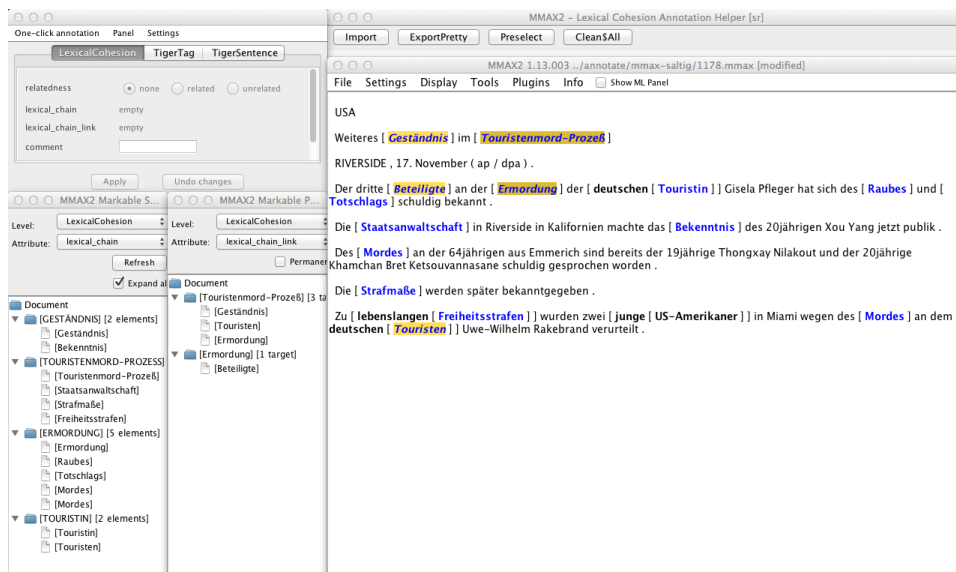 One-click annotation Panel Settings
LexicalCohesion TigerTag TigerSentence
relatedness none related unrelated
lexical_chain empty
lexical_chain_link empty
comment
Apply Undo changes
MMAX2 Markable S...
Level: LexicalCohesion
Attribute: lexical_chain
Refresh
Expand al
Document
[GESTÄNDNIS] [2 elements]
[Geständnis]
[Bekenntnis]
[TOURISTENMORD-PROZESS]
[Touristenmord-Prozeß]
[Staatsanwaltschaft]
[Strafmaße]
[Freiheitsstrafen]
[ERMORDUNG] [5 elements]
[Ermordung]
[Raubes]
[Totschlags]
[Mordes]
[Mordes]
[TOURISTIN] [2 elements]
[Touristin]
[Touristen]
MMAX2 Markable P...
Level: LexicalCohesion
Attribute: lexical_chain_link
Permaner
Document
[Touristenmord-Prozeß] [3 ta
[Geständnis]
[Touristen]
[Ermordung]
[Ermordung] [1 target]
[Beteiligte]
MMAX2 – Lexical Cohesion Annotation Helper [sr]
Import ExportPretty Preselect Clean$All
MMAX2 1.13.003 ../annotate/mmax-saltig/1178.mmax [modified]
File Settings Display Tools Plugins Info Show ML Panel
USA
Weiteres [ Geständnis ] im [ Touristenmord-Prozeß ]
RIVERSIDE , 17. November ( ap / dpa ) .
Der dritte [ Beteiligte ] an der [ Ermordung ] der [ deutschen [ Touristin ] ] Gisela Pfleger hat sich des [ Raubes ] und [
Totschlags ] schuldig bekannt .
Die [ Staatsanwaltschaft ] in Riverside in Kalifornien machte das [ Bekenntnis ] des 20jährigen Xou Yang jetzt publik .
Des [ Mordes ] an der 64jährigen aus Emmerich sind bereits der 19jährige Thongxay Nilakout und der 20jährige
Khamchan Bret Ketsouvannasane schuldig gesprochen worden .
Die [ Strafmaße ] werden später bekanntgegeben .
Zu [ lebenslangen [ Freiheitsstrafen ] ] wurden zwei [ junge [ US-Amerikaner ] ] in Miami wegen des [ Mordes ] an dem
deutschen [ Touristen ] ] Uwe-Wilhelm Rakebrand verurteilt .